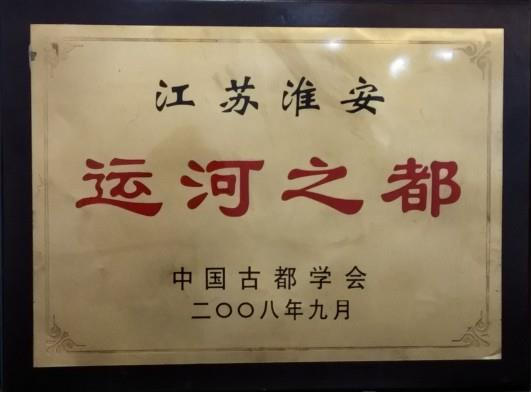 江苏淮安
运河之都
中国古都学会
二〇〇八年九月